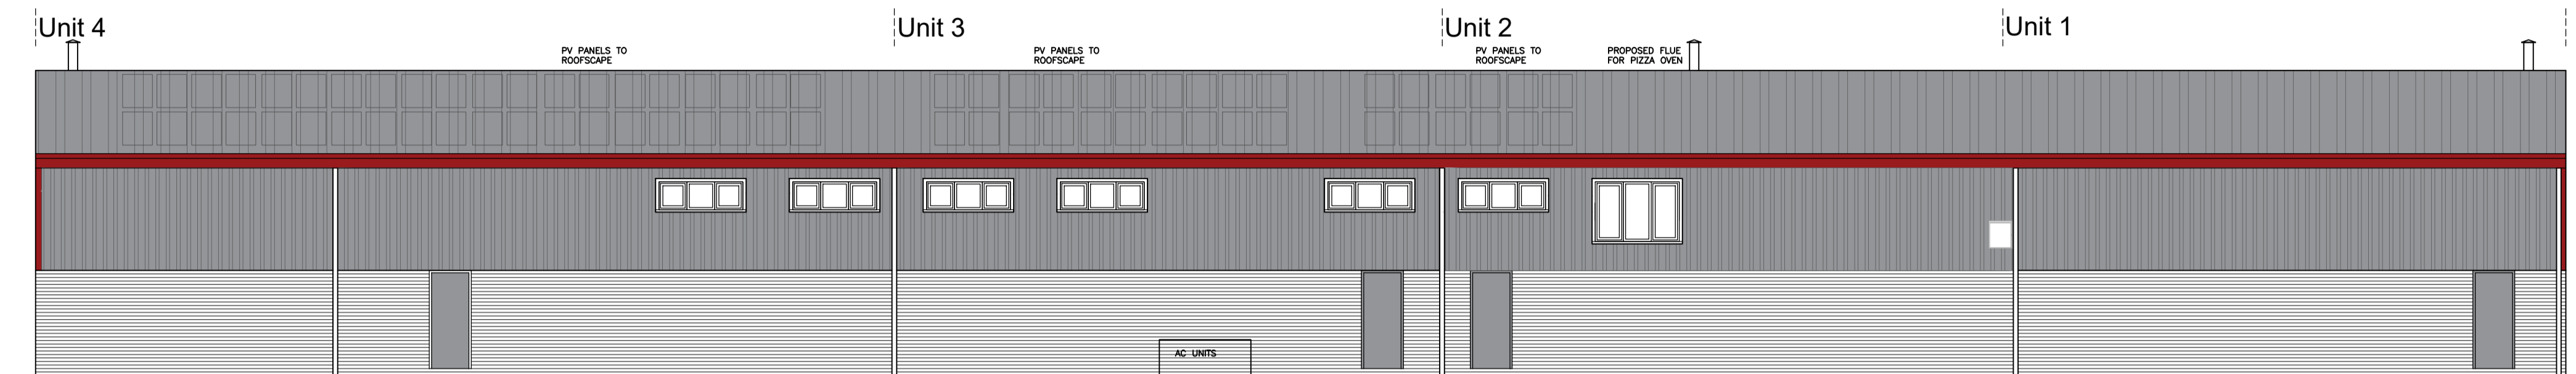 Unit 4
Unit 3
Unit 2
Unit 1
PV PANELS TO
ROOFSCAPE
PV PANELS TO
ROOFSCAPE
PV PANELS TO
ROOFSCAPE
PROPOSED FLUE
FOR PIZZA OVEN
AC UNITS